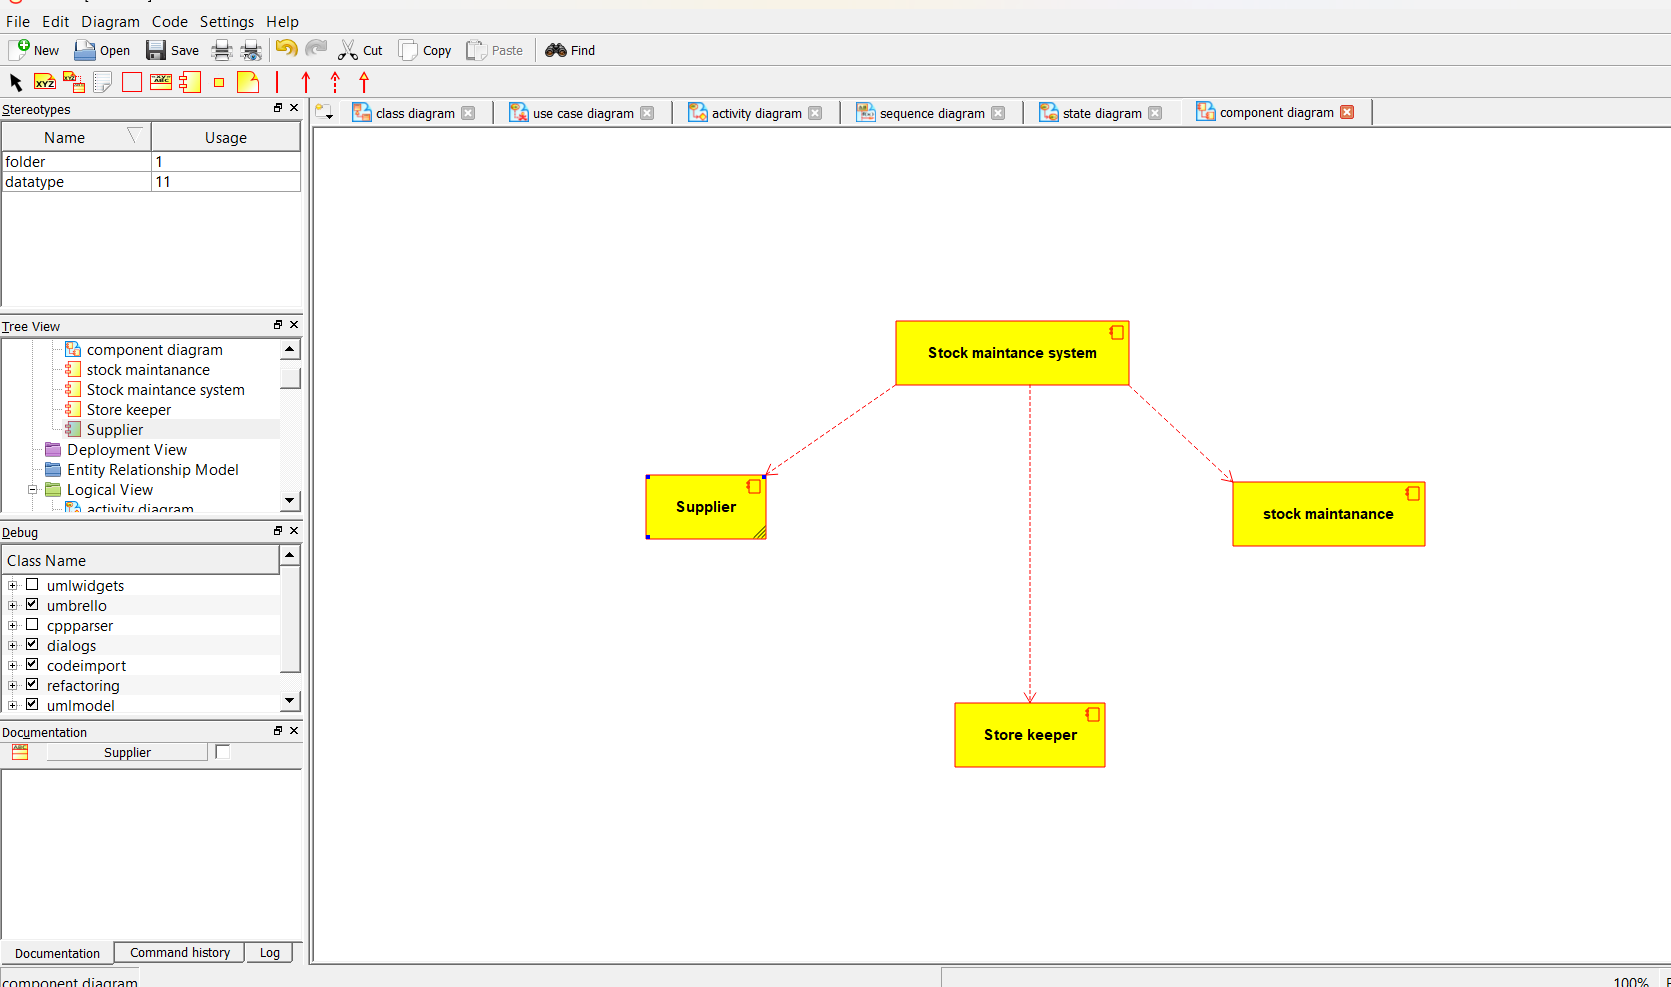 File Edit Diagram Code Settings Help
New Open Save Cut Copy Paste Find
XYZ
Stereotypes
Name Usage
folder 1
datatype 11
Tree View
component diagram
stock maintanance
Stock maintance system
Store keeper
Supplier
Deployment View
Entity Relationship Model
Logical View
activity diagram
Debug
Class Name
umlwidgets
umbrello
cppparser
dialogs
codeimport
refactoring
umlmodel
Documentation
Supplier
Documentation Command history Log
class diagram use case diagram activity diagram sequence diagram state diagram component diagram
Stock maintance system
Supplier
stock maintanance
Store keeper
component diagram
100%